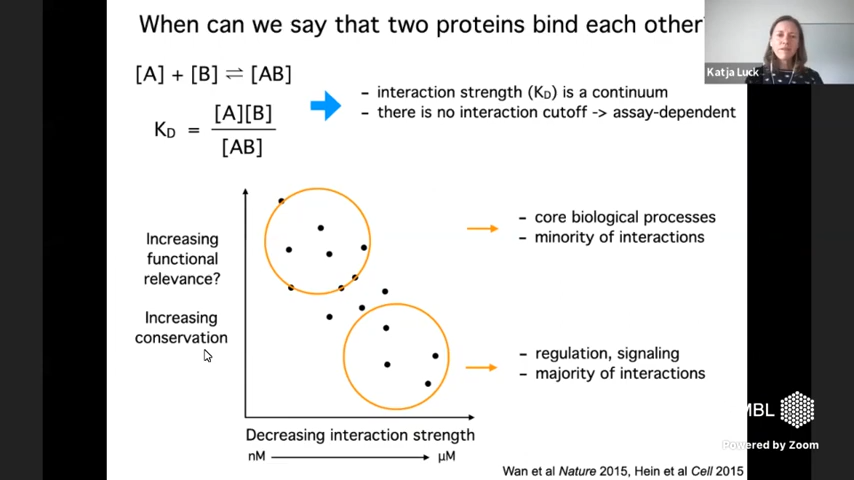 When can we say that two proteins bind each other?
Katja Luck
[A] + [B] ⇌ [AB]
KD = [A][B]
[AB]
– interaction strength (KD) is a continuum
– there is no interaction cutoff -> assay-dependent
Increasing
functional
relevance?
Increasing
conservation
– core biological processes
– minority of interactions
– regulation, signaling
– majority of interactions
Decreasing interaction strength
nM
µM
MBL
Powered by Zoom
Wan et al Nature 2015, Hein et al Cell 2015